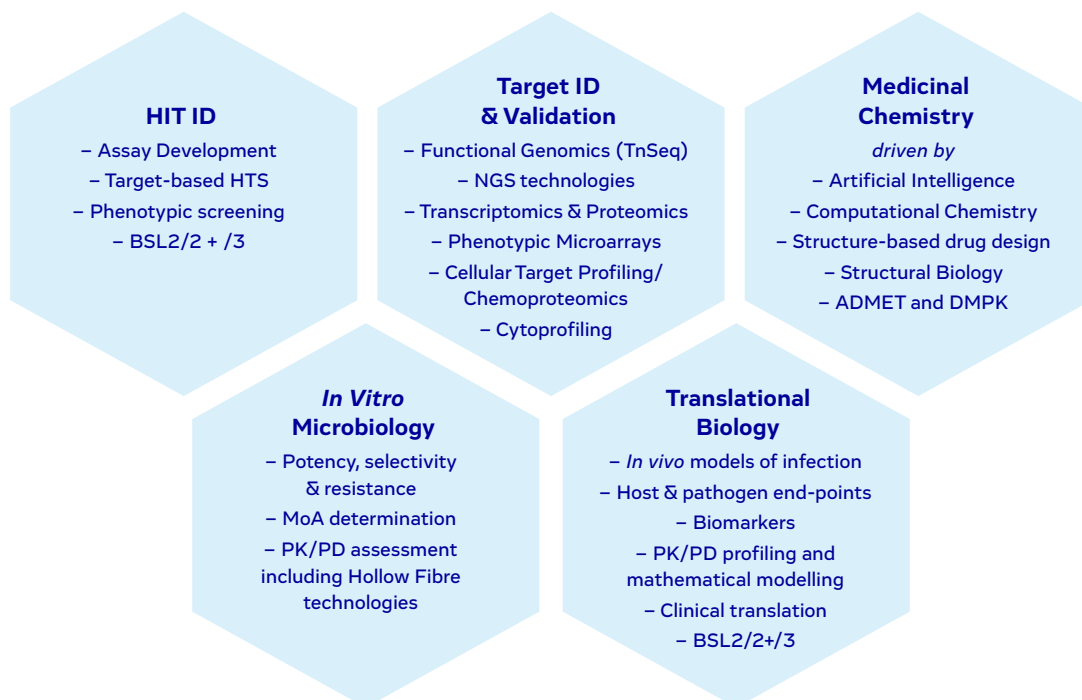 HIT ID
– Assay Development
– Target-based HTS
– Phenotypic screening
– BSL2/2 + /3
Target ID
& Validation
– Functional Genomics (TnSeq)
– NGS technologies
– Transcriptomics & Proteomics
– Phenotypic Microarrays
– Cellular Target Profiling/
Chemoproteomics
– Cytoprofiling
Medicinal
Chemistry
driven by
– Artificial Intelligence
– Computational Chemistry
– Structure-based drug design
– Structural Biology
– ADMET and DMPK
In Vitro
Microbiology
– Potency, selectivity
& resistance
– MoA determination
– PK/PD assessment
including Hollow Fibre
technologies
Translational
Biology
– In vivo models of infection
– Host & pathogen end-points
– Biomarkers
– PK/PD profiling and
mathematical modelling
– Clinical translation
– BSL2/2+/3